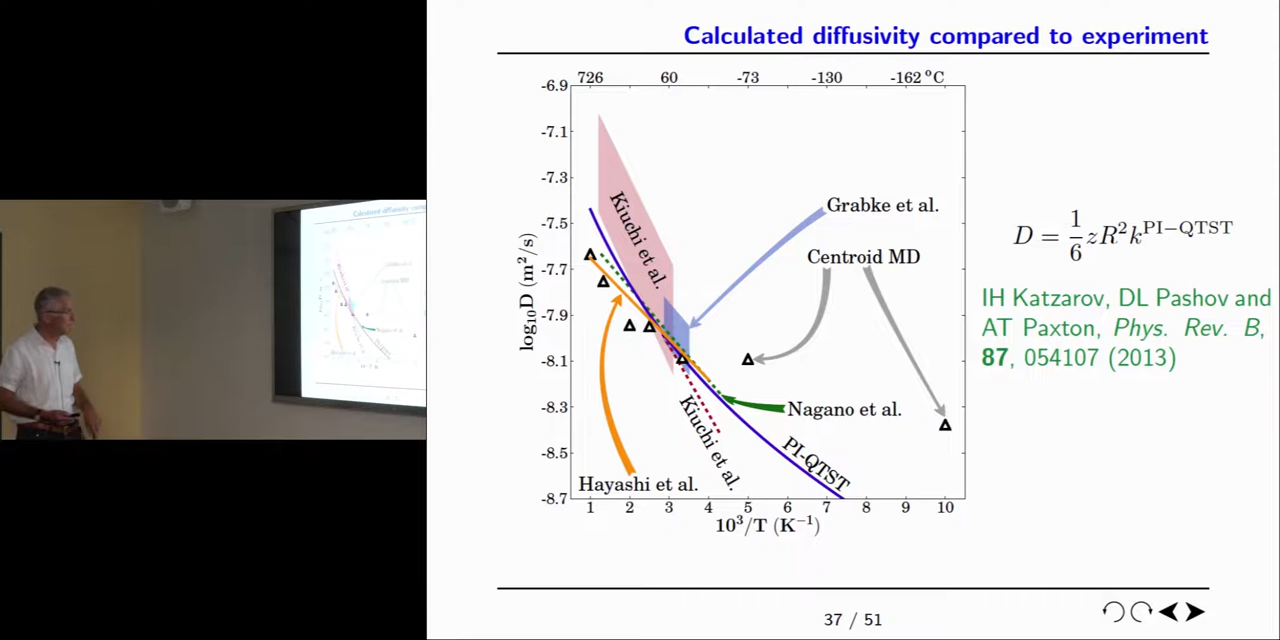 Calculated diffusivity compared to experiment
726 60 -73 -130 -162 °C
-6.9
-7.1
-7.3
-7.5
-7.7
-7.9
-8.1
-8.3
-8.5
-8.7
log₁₀D (m²/s)
Kiuchi et al.
Grabke et al.
Centroid MD
Nagano et al.
Kiuchi et al.
PI-QTST
Hayashi et al.
1 2 3 4 5 6 7 8 9 10
10³/T (K⁻¹)
D = 1/6 zR²k^PI−QTST
IH Katzarov, DL Pashov and
AT Paxton, Phys. Rev. B,
87, 054107 (2013)
37 / 51